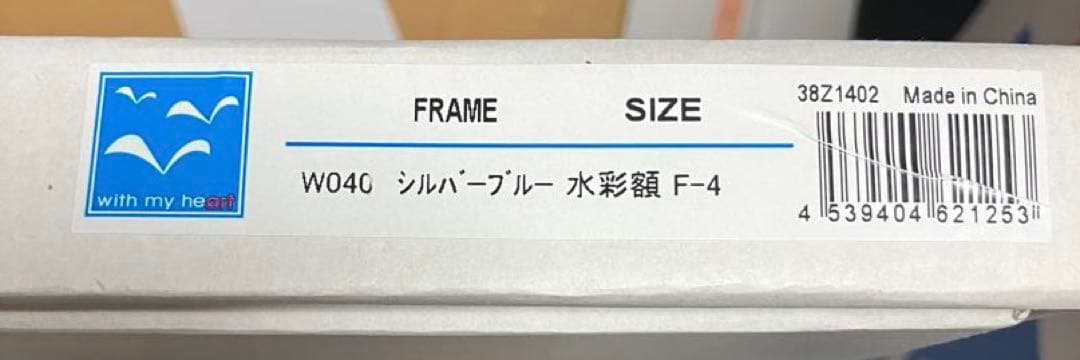 with my heart
FRAME SIZE
W040 シルバーブルー 水彩額 F-4
38Z1402 Made in China
4 539404 621253